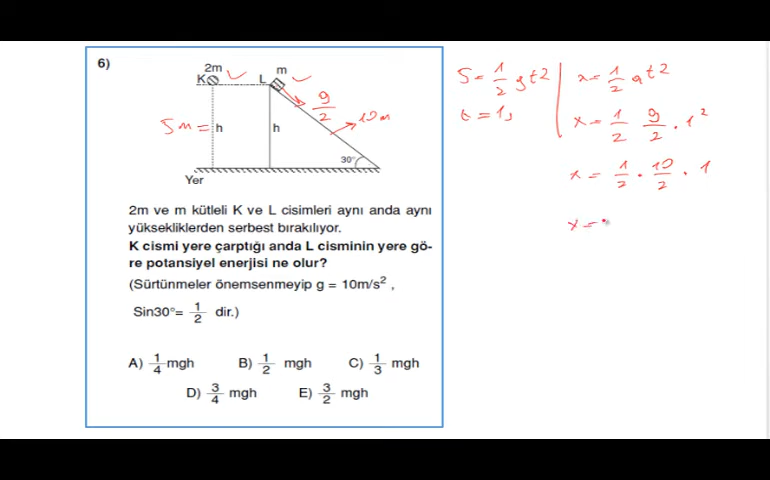 6)
2m
m
K
L
g/2
10m
5m = h
h
30°
Yer
2m ve m kütleli K ve L cisimleri aynı anda aynı
yüksekliklerden serbest bırakılıyor.
K cismi yere çarptığı anda L cisminin yere gö-
re potansiyel enerjisi ne olur?
(Sürtünmeler önemsenmeyip g = 10m/s² ,
Sin30°= 1/2 dir.)
A) 1/4 mgh B) 1/2 mgh C) 1/3 mgh
D) 3/4 mgh E) 3/2 mgh
5 = 1/2 g t²
t = 1s
x = 1/2 a t²
x = 1/2 g/2 . 1²
x = 1/2 . 10/2 . 1
x =